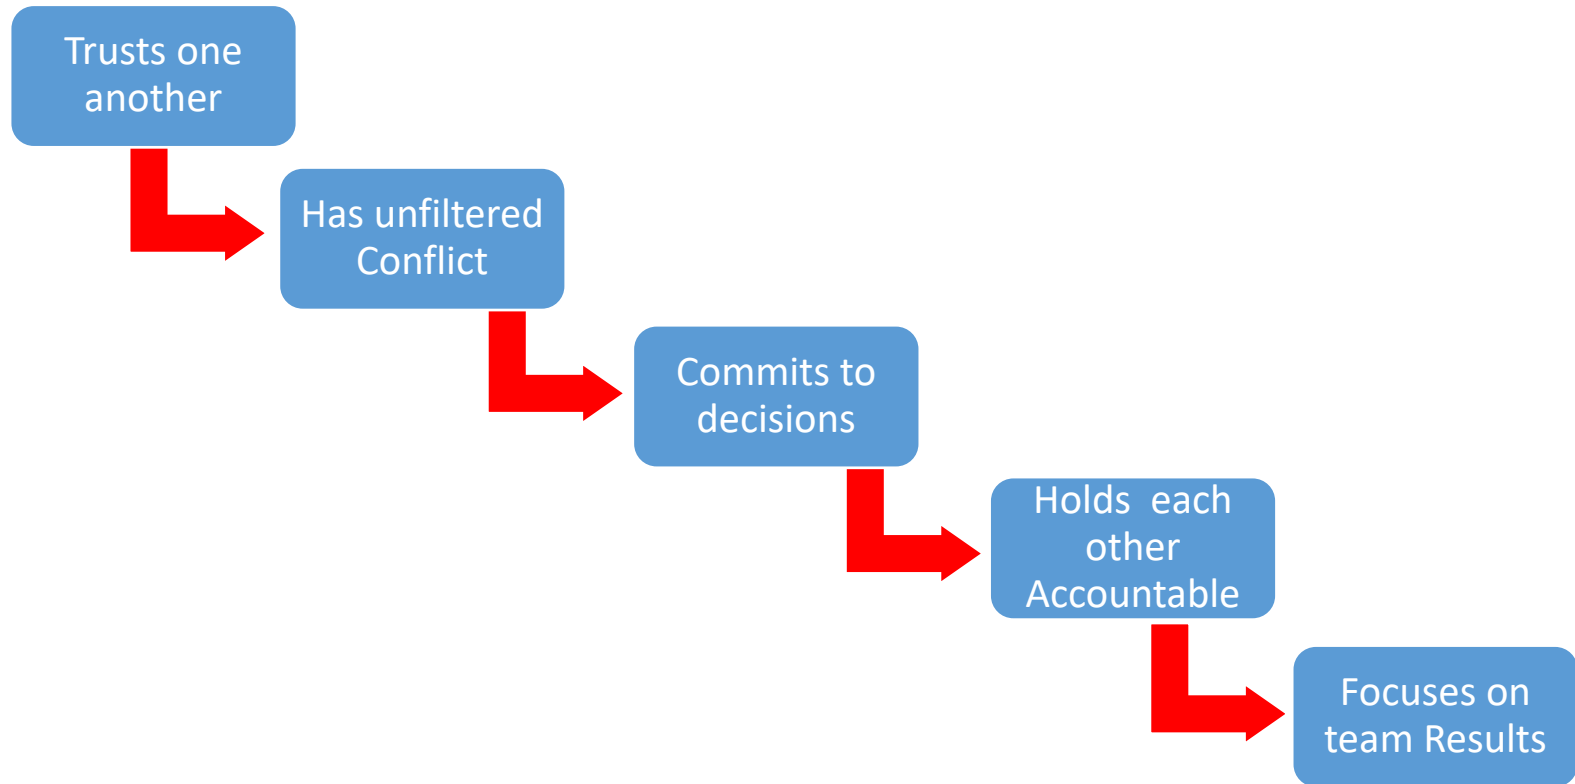 Trusts one
another
Has unfiltered
Conflict
Commits to
decisions
Holds  each
other
Accountable
Focuses on
team Results